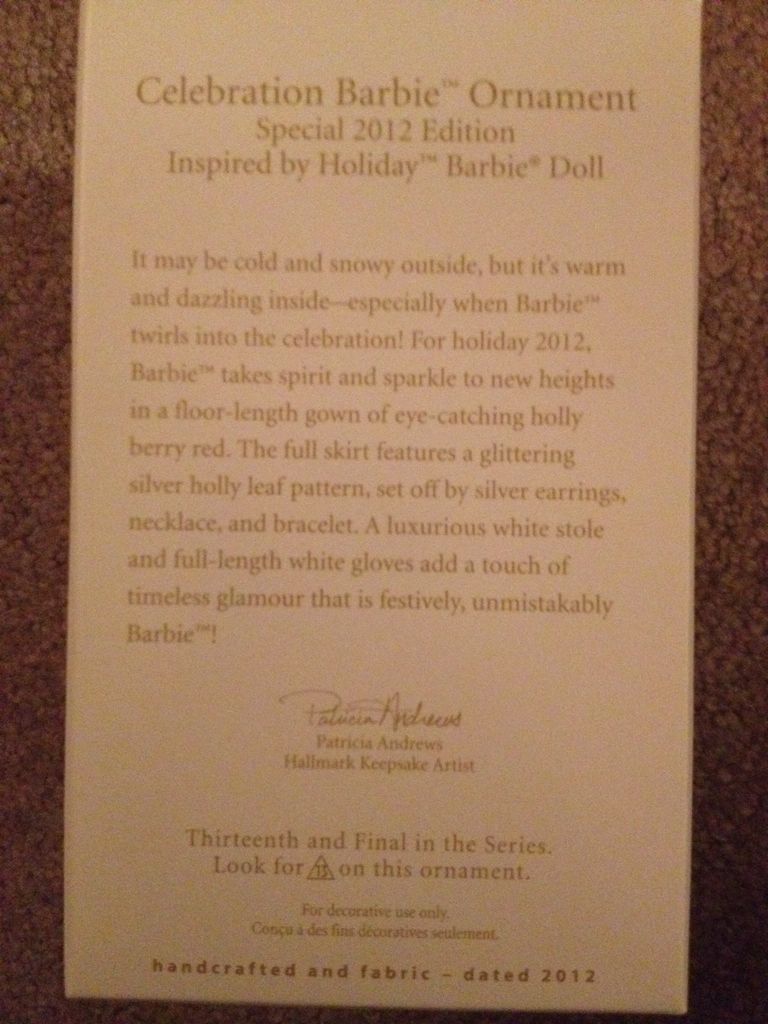 Celebration Barbie™ Ornament
Special 2012 Edition
Inspired by Holiday™ Barbie® Doll
It may be cold and snowy outside, but it's warm
and dazzling inside—especially when Barbie™
twirls into the celebration! For holiday 2012,
Barbie™ takes spirit and sparkle to new heights
in a floor-length gown of eye-catching holly
berry red. The full skirt features a glittering
silver holly leaf pattern, set off by silver earrings,
necklace, and bracelet. A luxurious white stole
and full-length white gloves add a touch of
timeless glamour that is festively, unmistakably
Barbie™!
Patricia Andrews
Patricia Andrews
Hallmark Keepsake Artist
Thirteenth and Final in the Series.
Look for 13 on this ornament.
For decorative use only.
Conçu à des fins décoratives seulement.
handcrafted and fabric – dated 2012